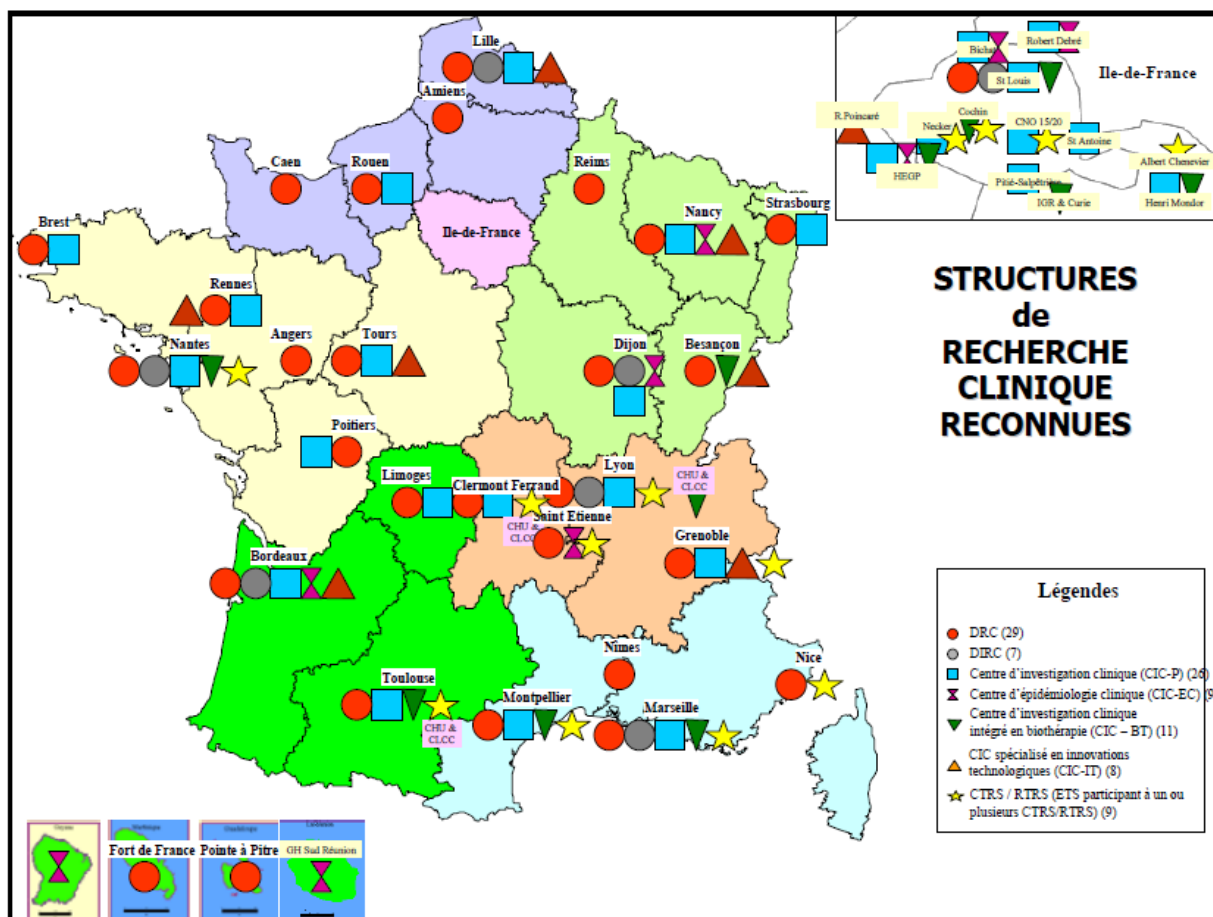 Lille
Amiens
Caen
Rouen
Reims
Ile-de-France
Nancy
Strasbourg
Brest
Rennes
Nantes
Angers
Tours
Dijon
Besançon
Poitiers
Limoges
Clermont Ferrand
Lyon
CHU &
CLCC
CHU &
CLCC
Saint Etienne
Grenoble
Bordeaux
Toulouse
CHU &
CLCC
Montpellier
Nîmes
Marseille
Nice
Bichat
Robert Debré
Ile-de-France
St Louis
R.Poincaré
Necker
Cochin
CNO 15/20
St Antoine
HEGP
Pitié-Salpêtrière
IGR & Curie
Albert Chenevier
Henri Mondor
STRUCTURES
de
RECHERCHE
CLINIQUE
RECONNUES
Légendes
DRC (29)
DIRC (7)
Centre d'investigation clinique (CIC-P) (26)
Centre d'épidémiologie clinique (CIC-EC) (9
Centre d'investigation clinique
intégré en biothérapie (CIC – BT) (11)
CIC spécialisé en innovations
technologiques (CIC-IT) (8)
CTRS / RTRS (ETS participant à un ou
plusieurs CTRS/RTRS) (9)
Fort de France
Pointe à Pitre
GH Sud Réunion